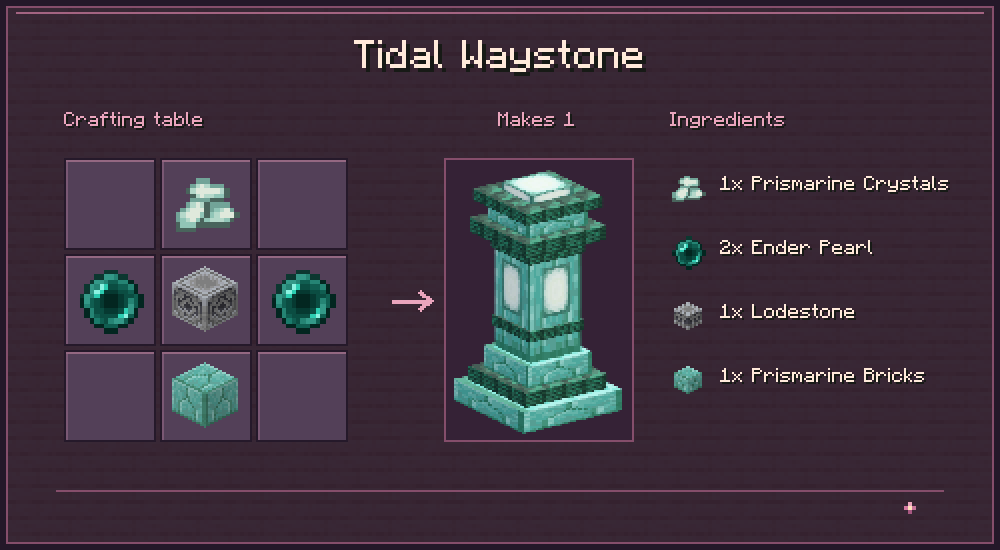 Tidal Waystone
Crafting table
Makes 1
Ingredients
1x Prismarine Crystals
2x Ender Pearl
1x Lodestone
1x Prismarine Bricks